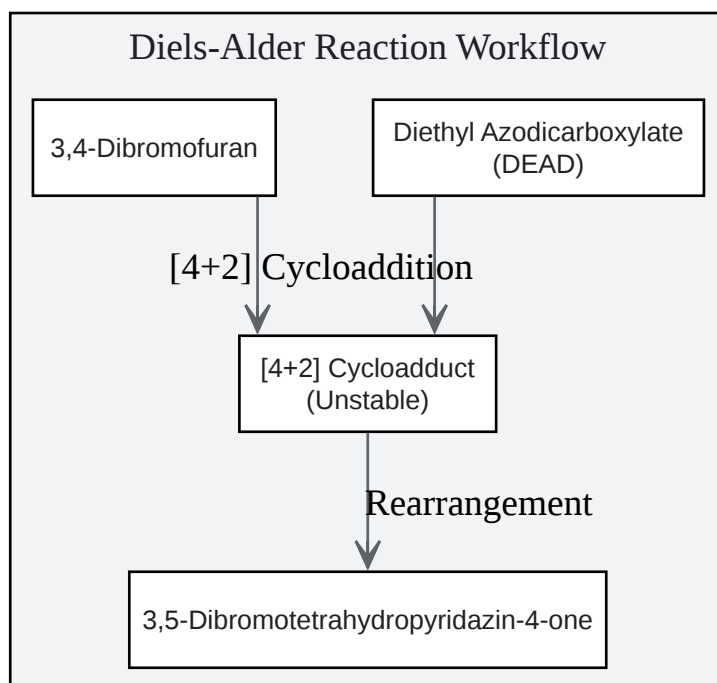 Diels-Alder Reaction Workflow
3,4-Dibromofuran
Diethyl Azodicarboxylate
(DEAD)
[4+2] Cycloaddition
[4+2] Cycloadduct
(Unstable)
Rearrangement
3,5-Dibromotetrahydropyridazin-4-one